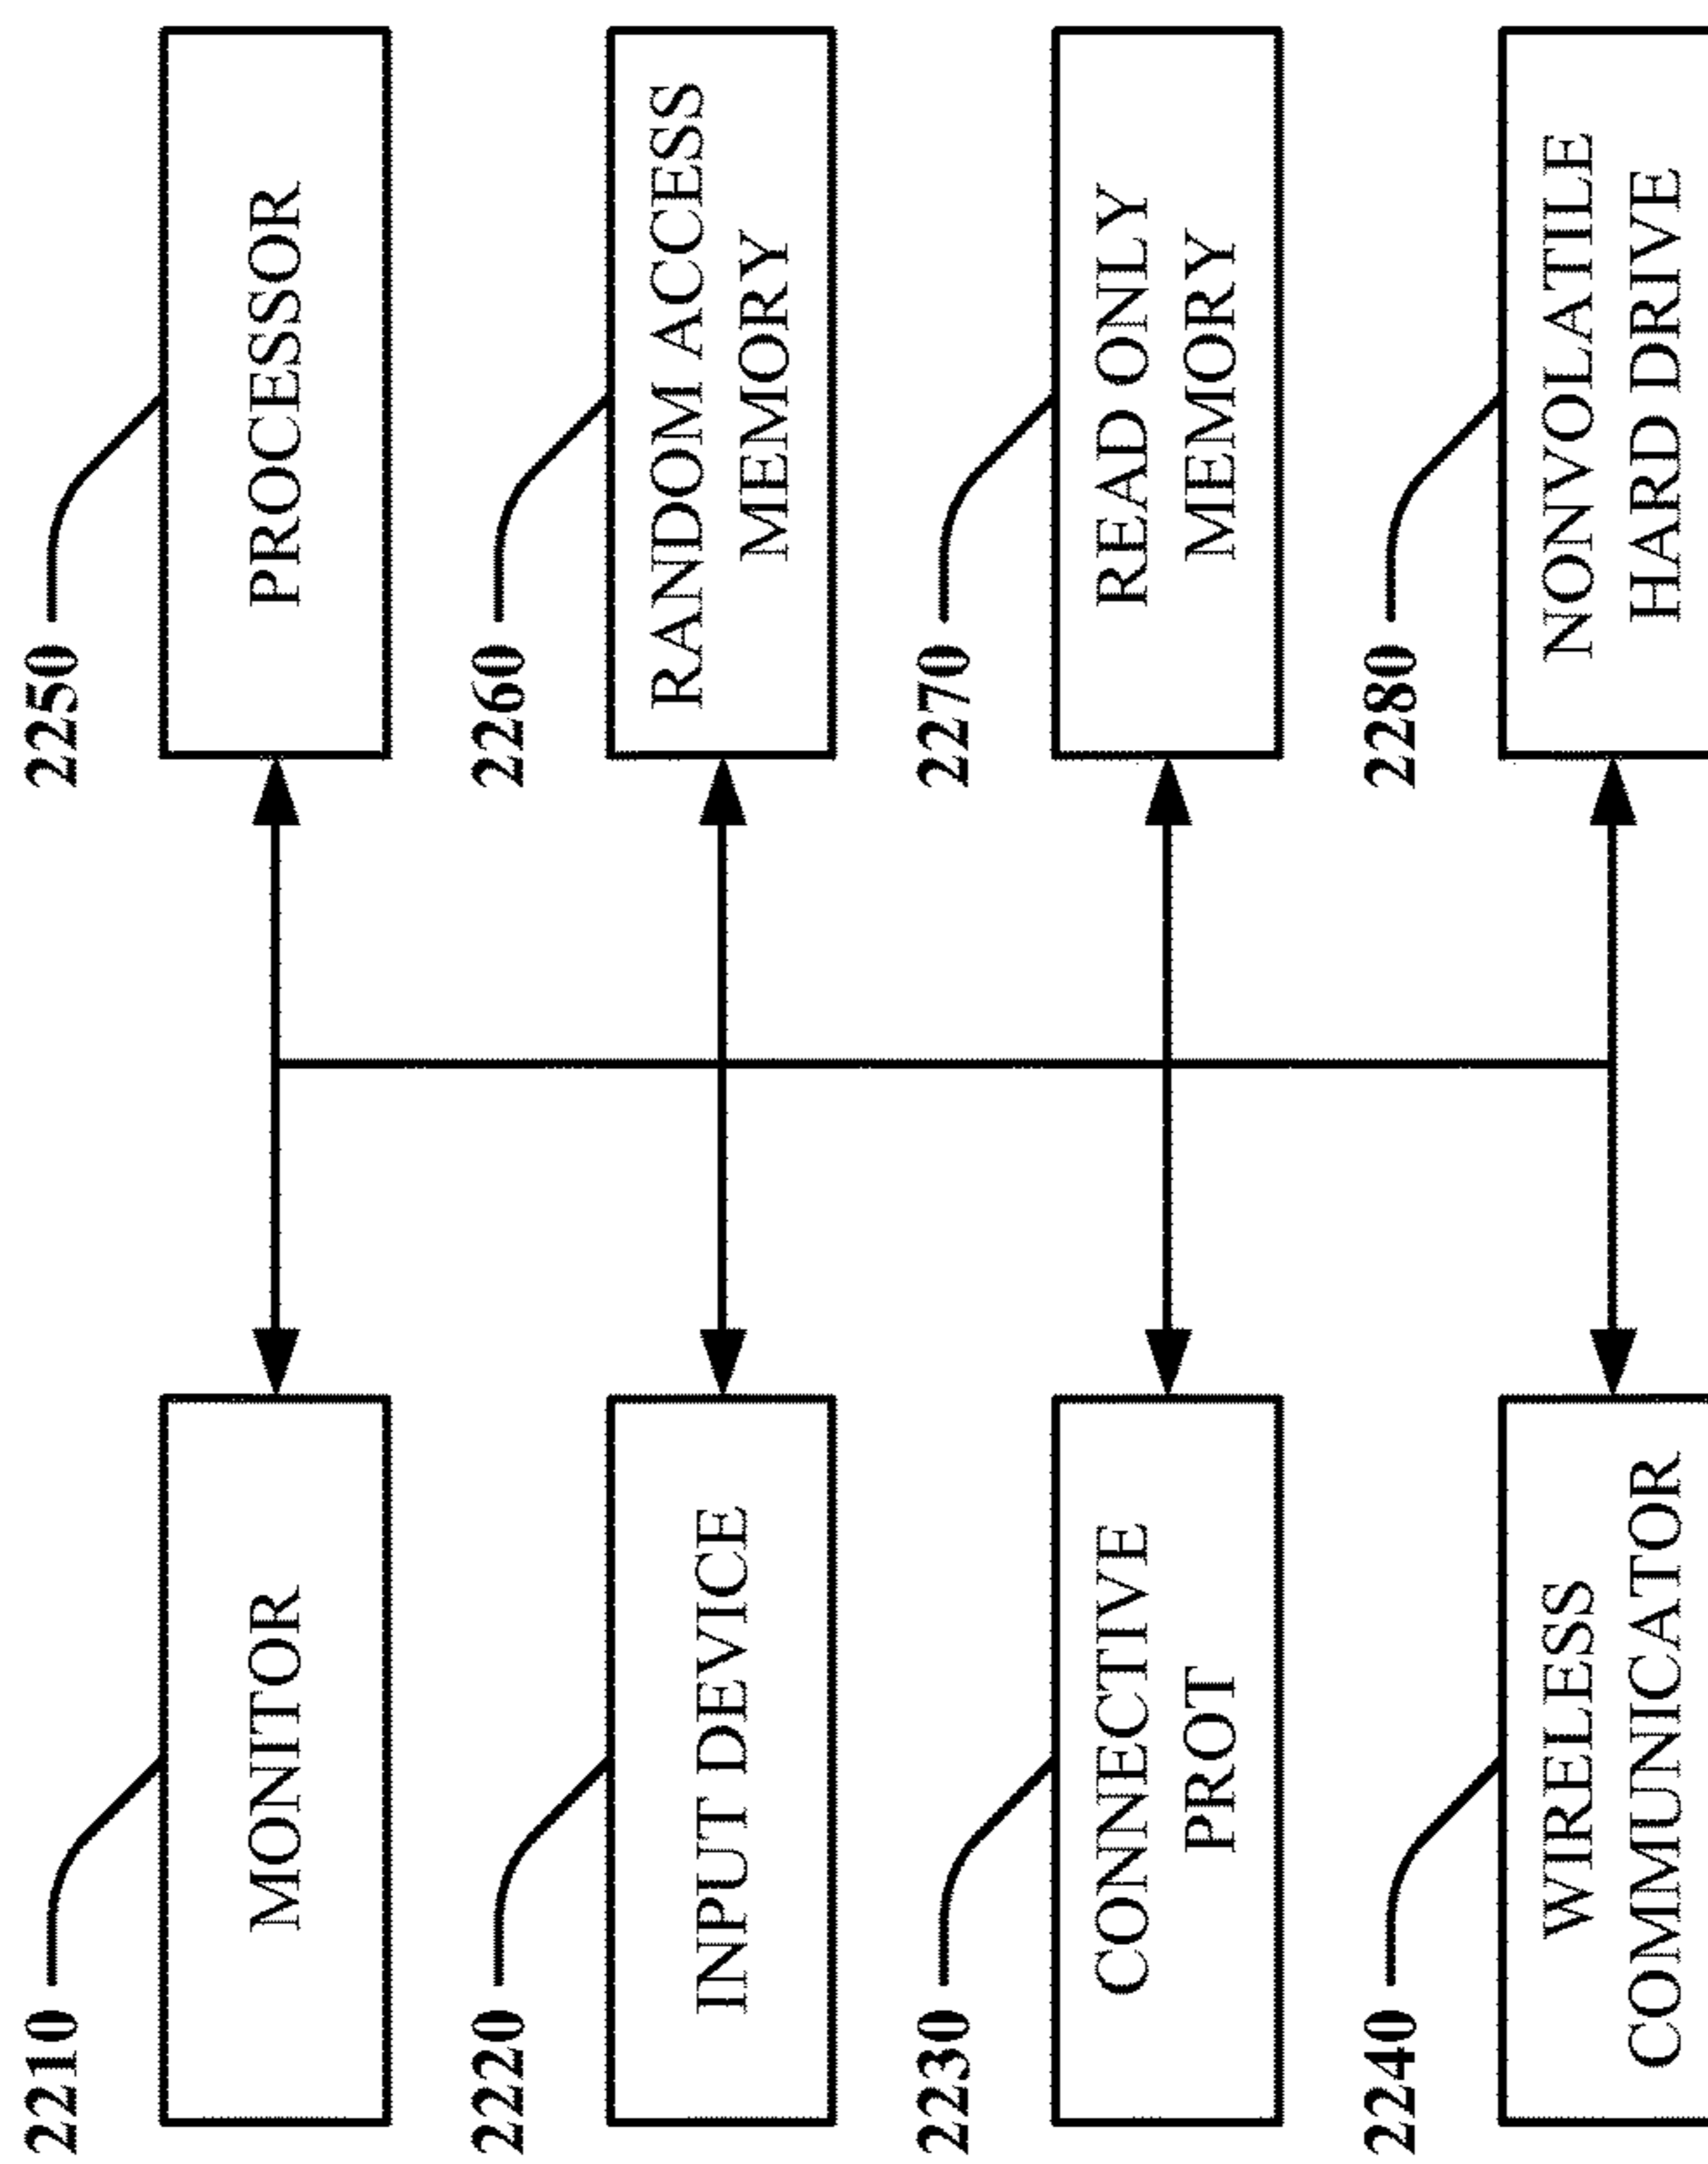 2210
MONITOR
2250
PROCESSOR
2220
INPUT DEVICE
2260
RANDOM ACCESS
MEMORY
2230
CONNECTIVE
PROT
2270
READ ONLY
MEMORY
2240
WIRELESS
COMMUNICATOR
2280
NONVOLATILE
HARD DRIVE